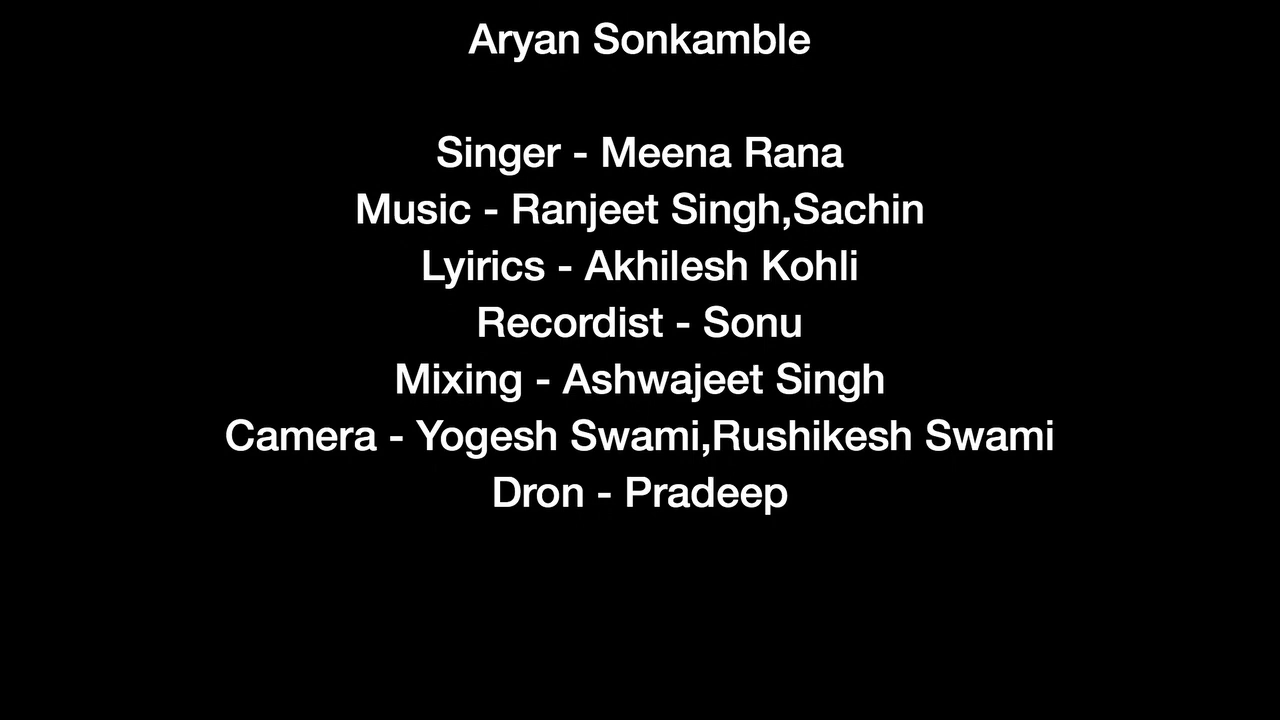 Aryan Sonkamble
Singer - Meena Rana
Music - Ranjeet Singh,Sachin
Lyirics - Akhilesh Kohli
Recordist - Sonu
Mixing - Ashwajeet Singh
Camera - Yogesh Swami,Rushikesh Swami
Dron - Pradeep